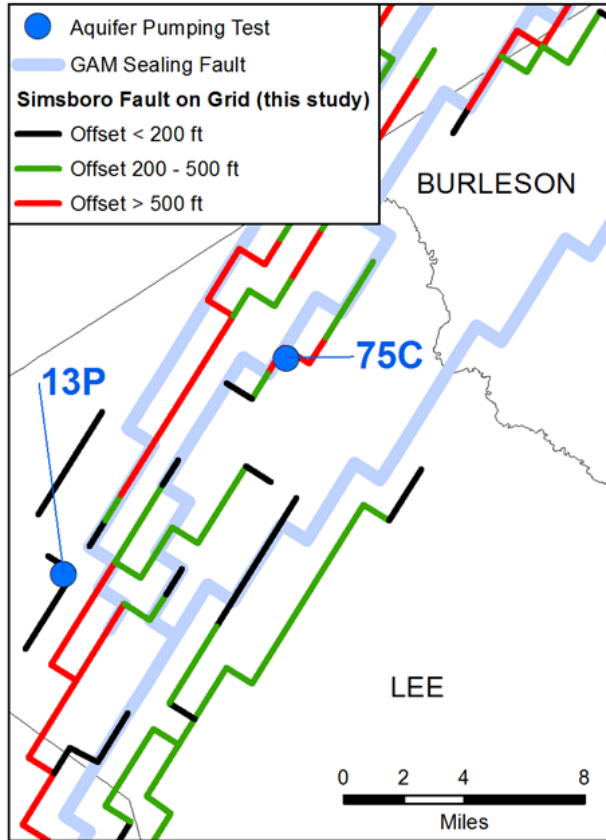 Aquifer Pumping Test
GAM Sealing Fault
Simsboro Fault on Grid (this study)
Offset < 200 ft
Offset 200 - 500 ft
Offset > 500 ft
BURLESON
75C
13P
LEE
0 2 4 8
Miles